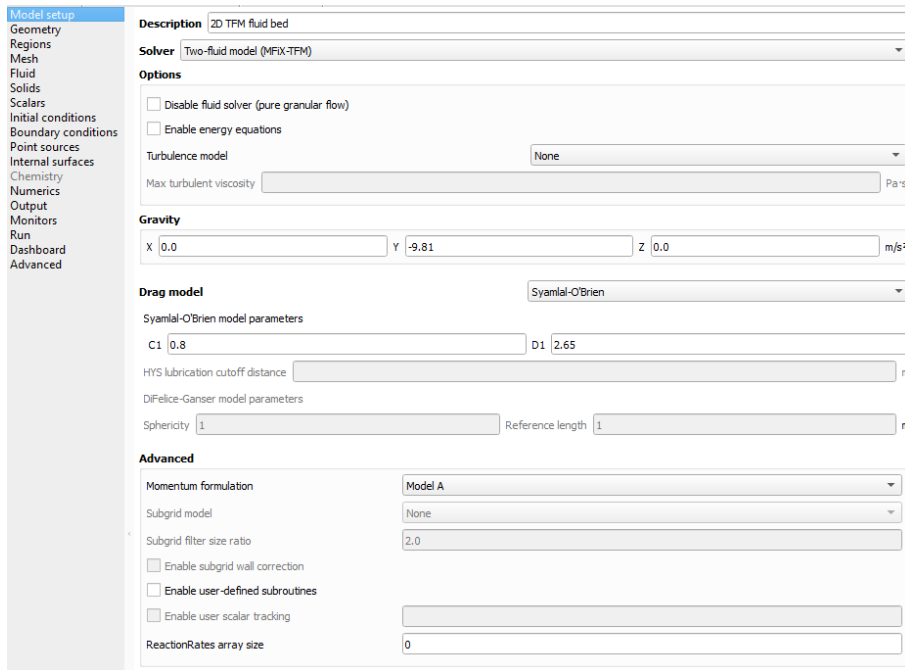 Model setup
Geometry
Regions
Mesh
Fluid
Solids
Scalars
Initial conditions
Boundary conditions
Point sources
Internal surfaces
Chemistry
Numerics
Output
Monitors
Run
Dashboard
Advanced
Description 2D TFM fluid bed
Solver Two-fluid model (MFiX-TFM)
Options
Disable fluid solver (pure granular flow)
Enable energy equations
Turbulence model None
Max turbulent viscosity Pa·s
Gravity
X 0.0 Y -9.81 Z 0.0 m/s²
Drag model Syamlal-O'Brien
Syamlal-O'Brien model parameters
C1 0.8 D1 2.65
HYS lubrication cutoff distance
DiFelice-Ganser model parameters
Sphericity 1 Reference length 1
Advanced
Momentum formulation Model A
Subgrid model None
Subgrid filter size ratio 2.0
Enable subgrid wall correction
Enable user-defined subroutines
Enable user scalar tracking
ReactionRates array size 0